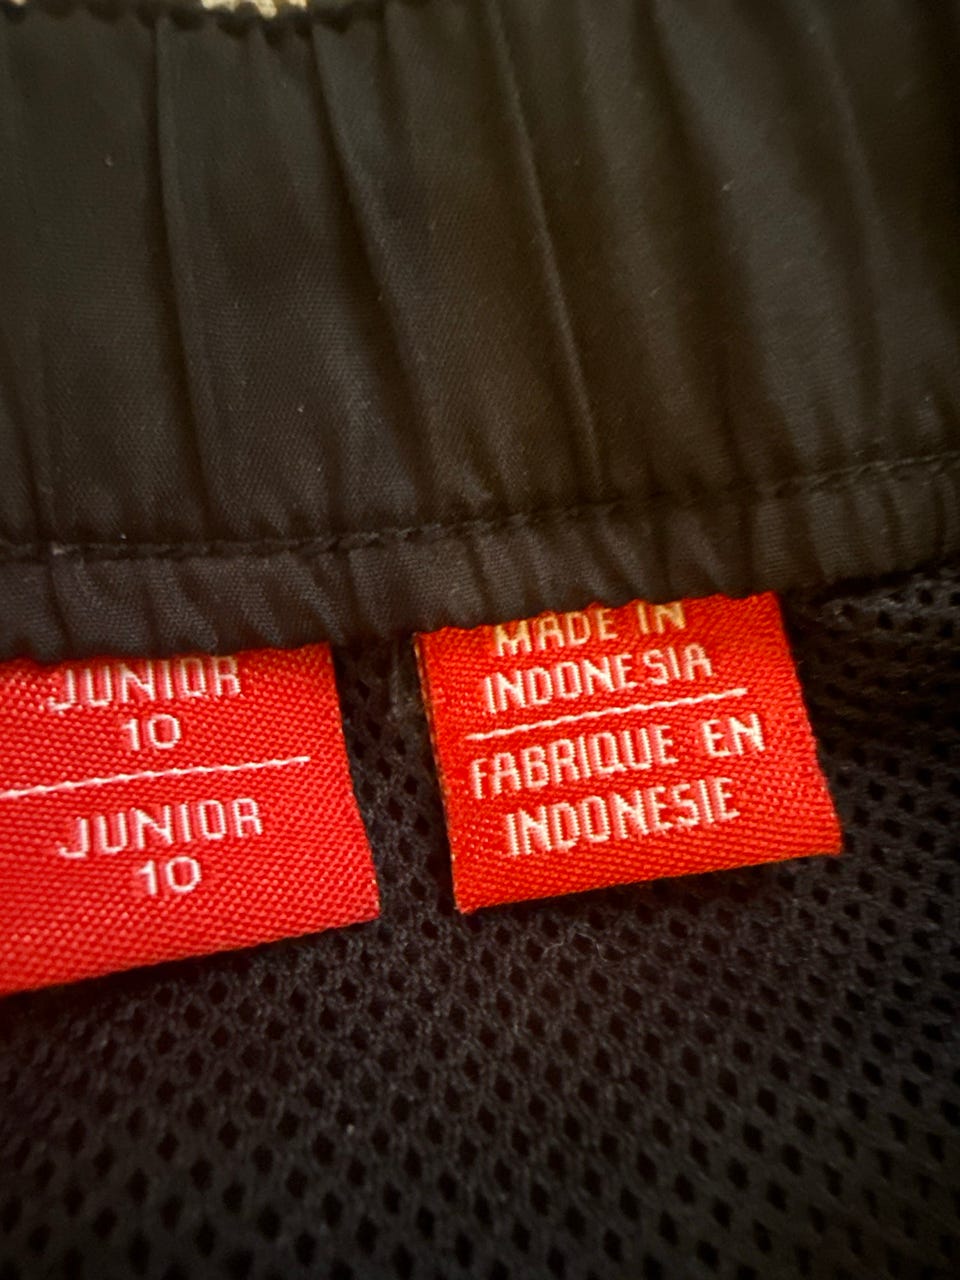 JUNIOR
10
JUNIOR
10
MADE IN
INDONESIA
FABRIQUE EN
INDONESIE